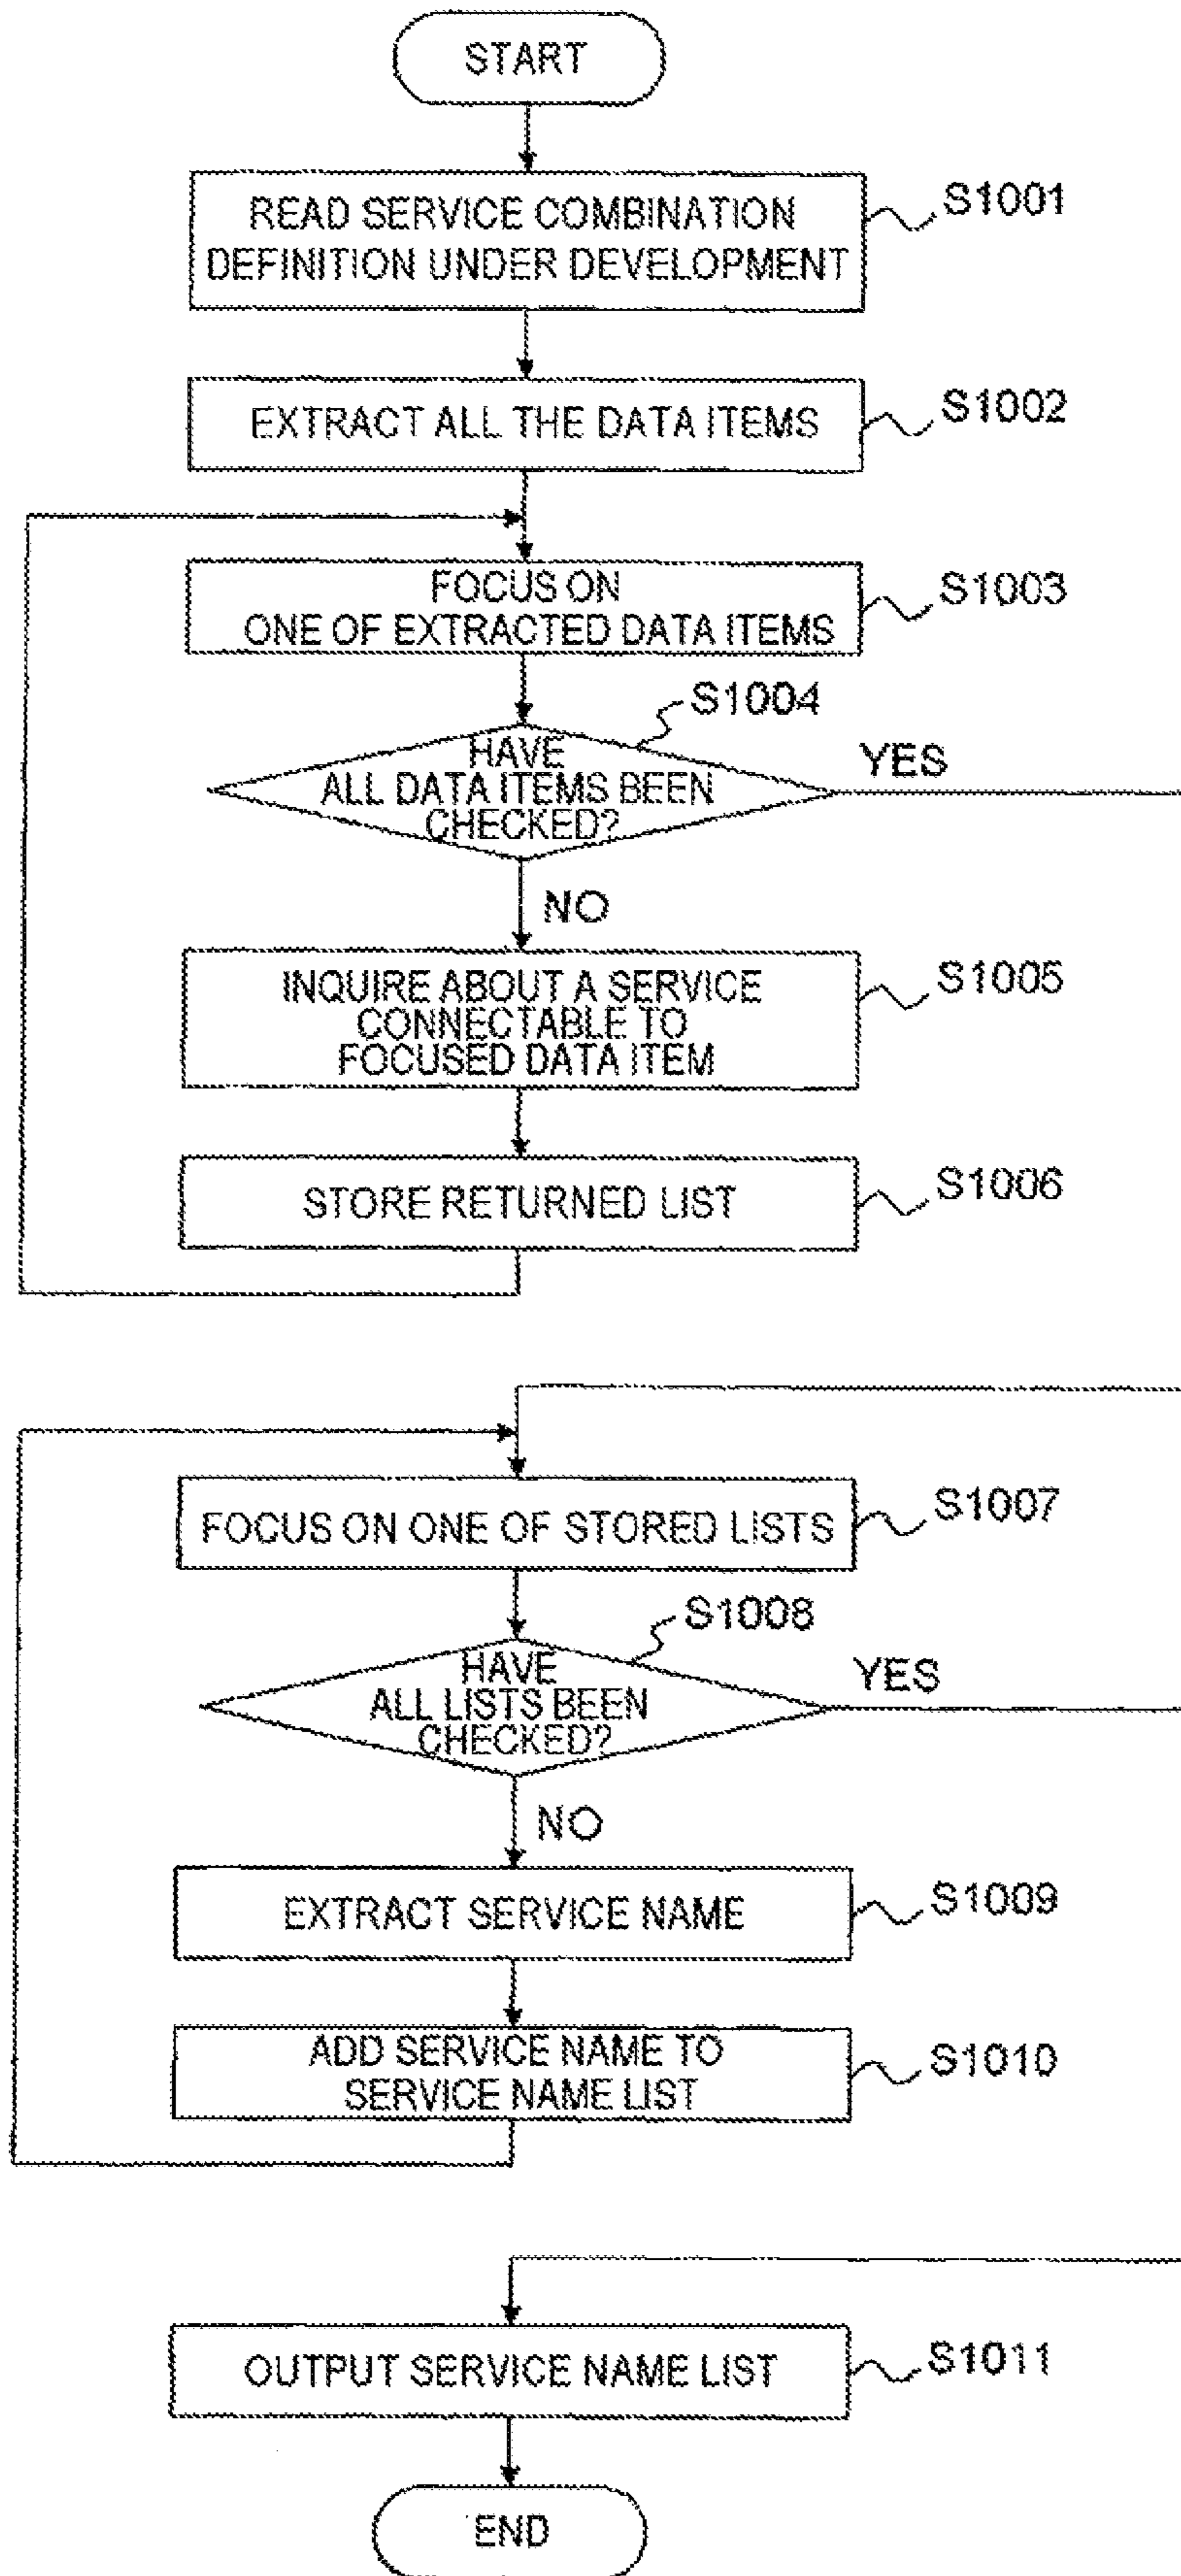 START
READ SERVICE COMBINATION
DEFINITION UNDER DEVELOPMENT
S1001
EXTRACT ALL THE DATA ITEMS
S1002
FOCUS ON
ONE OF EXTRACTED DATA ITEMS
S1003
S1004
HAVE
ALL DATA ITEMS BEEN
CHECKED?
YES
NO
INQUIRE ABOUT A SERVICE
CONNECTABLE TO
FOCUSED DATA ITEM
S1005
STORE RETURNED LIST
S1006
FOCUS ON ONE OF STORED LISTS
S1007
S1008
HAVE
ALL LISTS BEEN
CHECKED?
YES
NO
EXTRACT SERVICE NAME
S1009
ADD SERVICE NAME TO
SERVICE NAME LIST
S1010
OUTPUT SERVICE NAME LIST
S1011
END